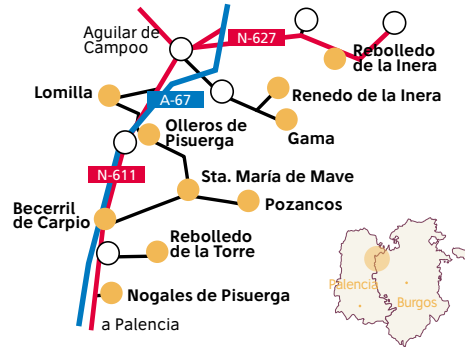 Aguilar de
Campoo
N-627
Rebolledo
de la Inera
Lomilla
A-67
Renedo de la Inera
Olleros de
Pisuerga
Gama
N-611
Sta. María de Mave
Becerril
de Carpio
Pozancos
Rebolledo
de la Torre
Nogales de Pisuerga
a Palencia
Palencia
Burgos